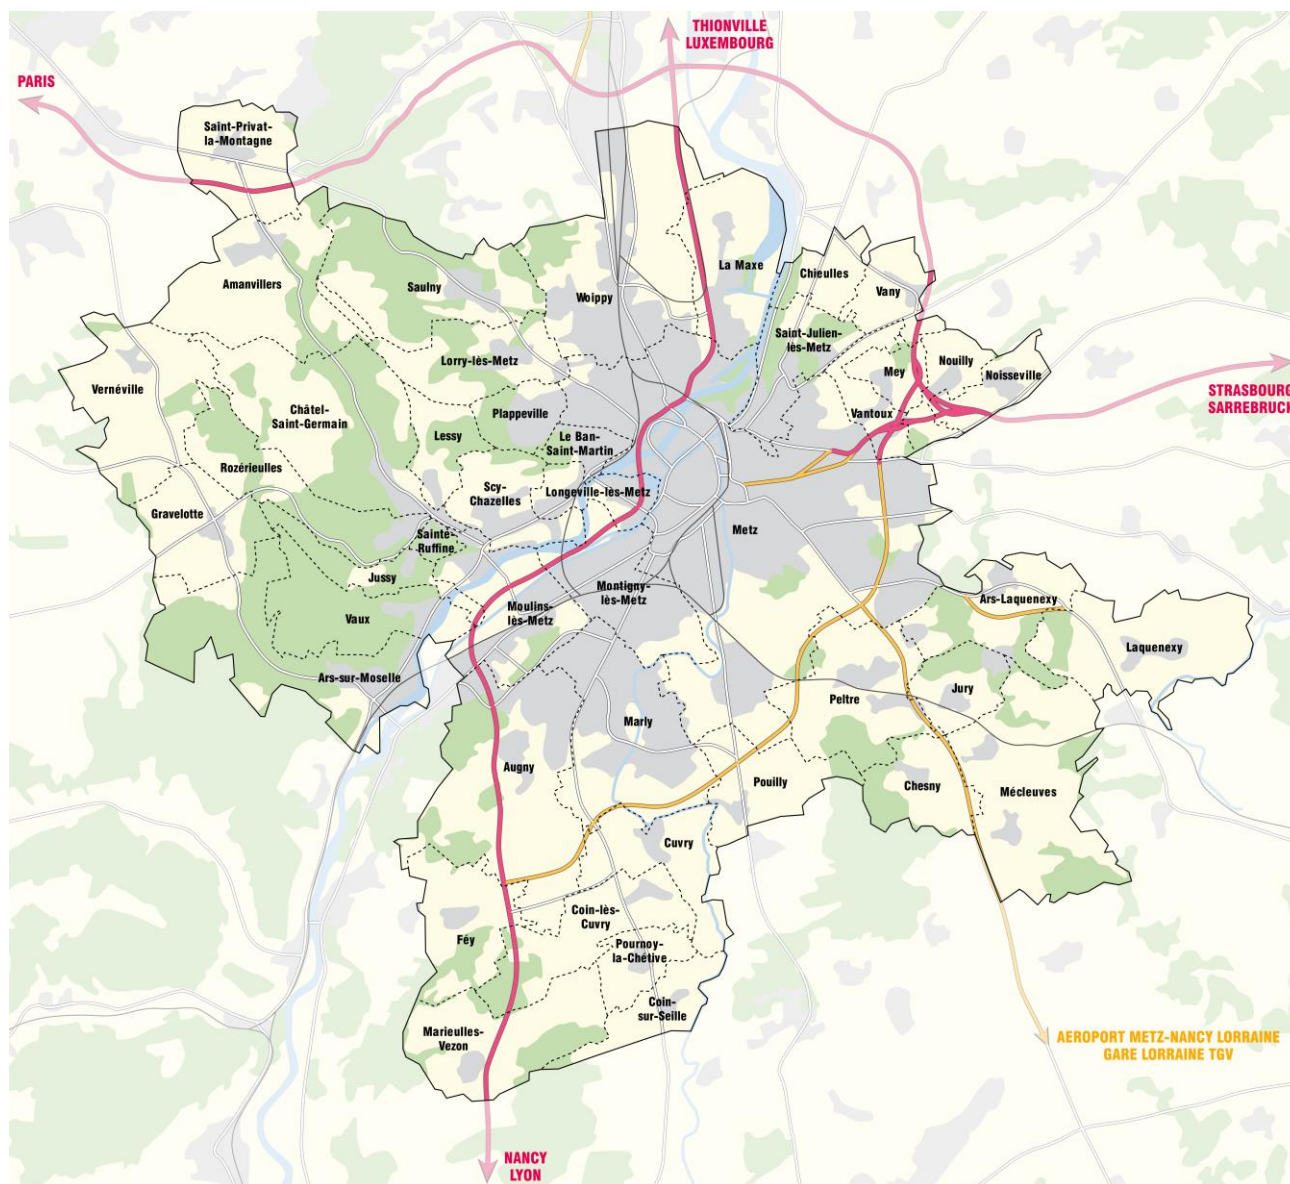 THIONVILLE
LUXEMBOURG
PARIS
Saint-Privat-
la-Montagne
La Maxe
Chieulles
Amanvillers
Saulny
Woippy
Vany
Saint-Julien-
lès-Metz
Lorry-lès-Metz
Mey
Nouilly
Noisseville
Vernéville
STRASBOURG
SARREBRUCK
Châtel-
Saint-Germain
Plappeville
Vantoux
Lessy
Le Ban-
Saint-Martin
Rozérieulles
Scy-
Chazelles
Longeville-lès-Metz
Gravelotte
Metz
Sainte-
Ruffine
Jussy
Montigny-
lès-Metz
Ars-Laquenexy
Moulins-
lès-Metz
Vaux
Laquenexy
Ars-sur-Moselle
Jury
Peltre
Marly
Augny
Pouilly
Chesny
Mécleuves
Cuvry
Coin-lès-
Cuvry
Féy
Pournoy-
la-Chétive
Coin-
sur-Seille
Marieulles-
Vezon
AEROPORT METZ-NANCY LORRAINE
GARE LORRAINE TGV
NANCY
LYON